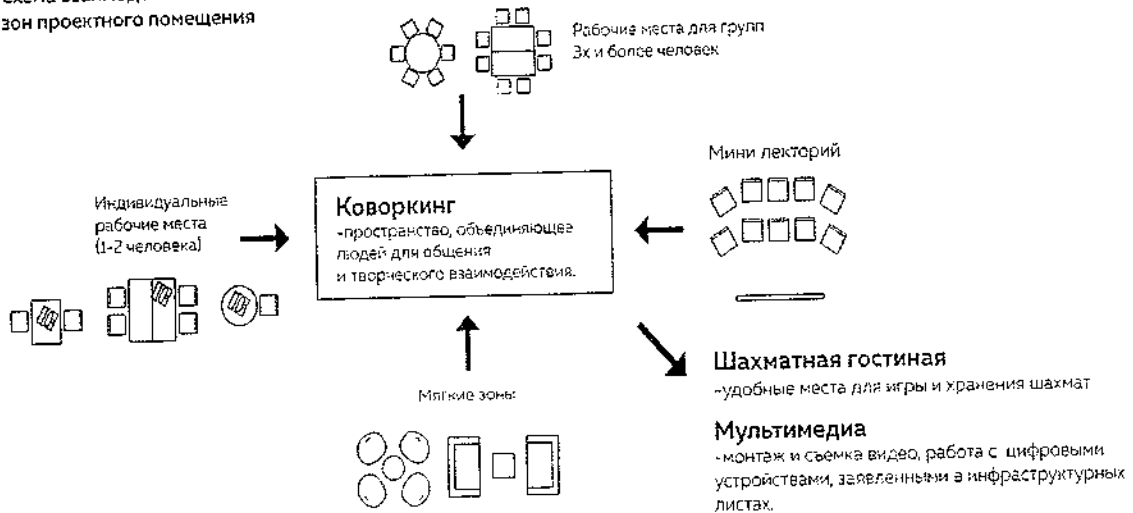 зон проектного помещения
Рабочие места для групп
3х и более человек
Мини лекторий
Индивидуальные
рабочие места
(1-2 человека)
Коворкинг
-пространство, объединяющее
людей для общения
и творческого взаимодействия.
Мягкие зоны
Шахматная гостиная
-удобные места для игры и хранения шахмат
Мультимедиа
-монтаж и съемка видео, работа с цифровыми
устройствами, заявленными в инфраструктурных
листах.